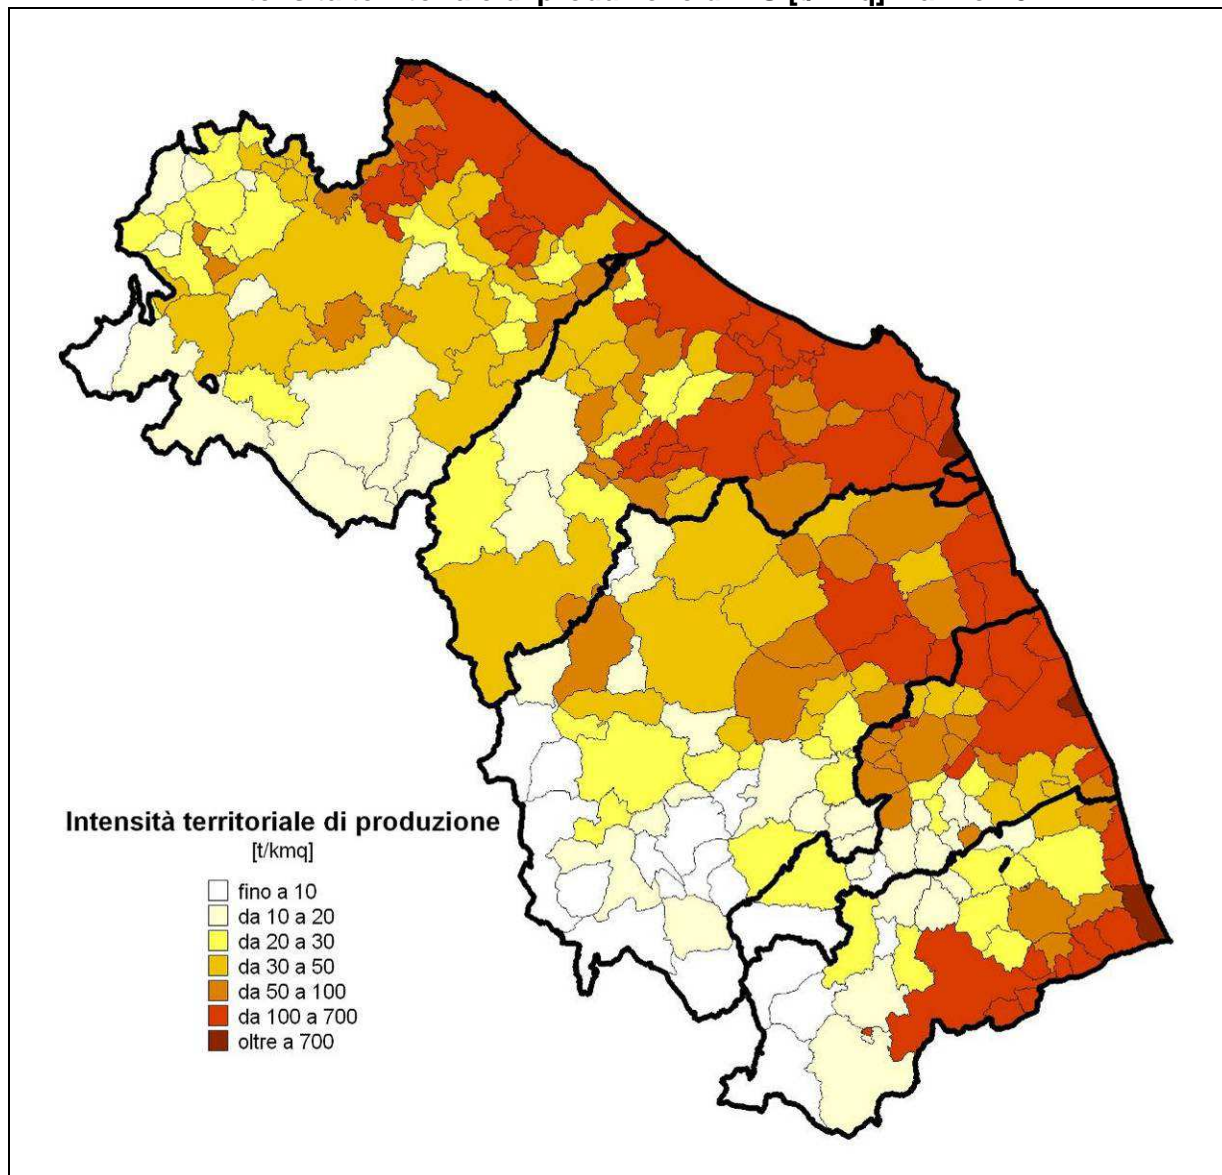 Intensità territoriale di produzione
[t/kmq]
fino a 10
da 10 a 20
da 20 a 30
da 30 a 50
da 50 a 100
da 100 a 700
oltre a 700